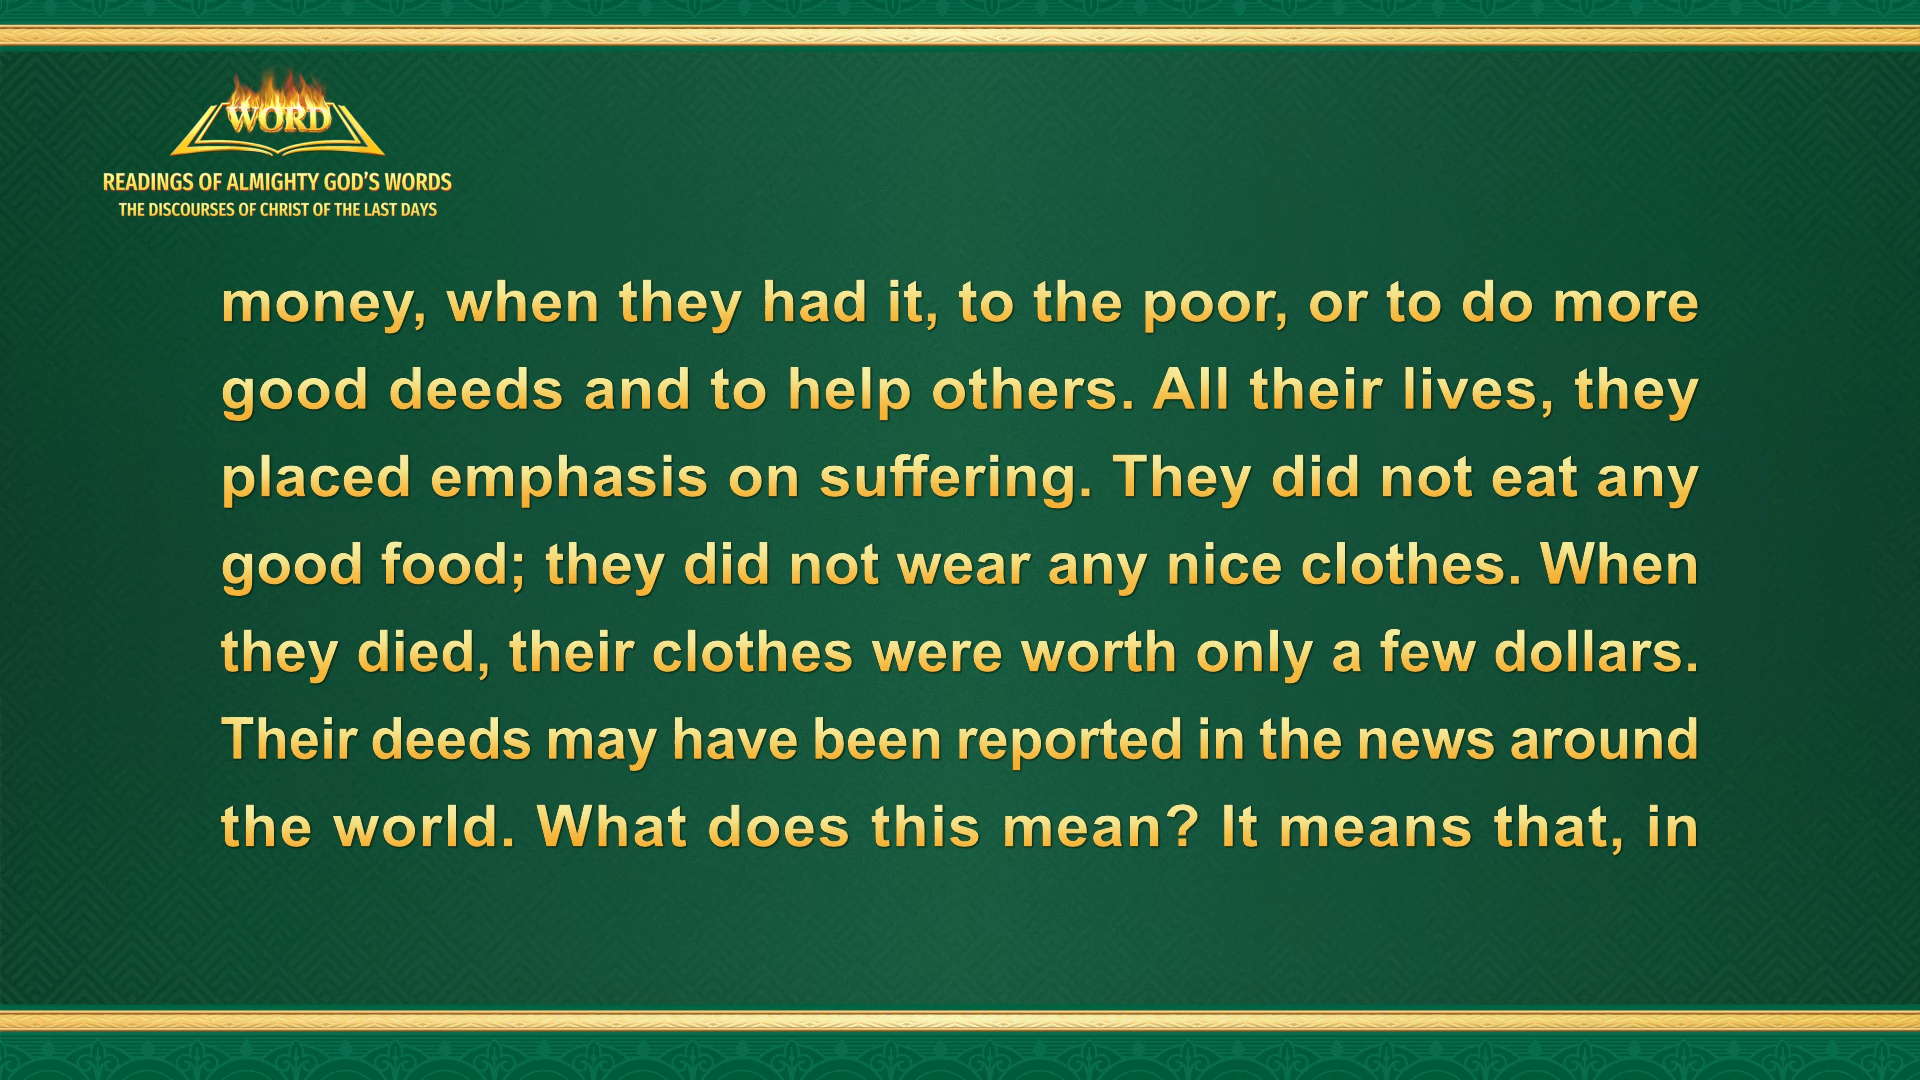 WORD
READINGS OF ALMIGHTY GOD'S WORDS
THE DISCOURSES OF CHRIST OF THE LAST DAYS
money, when they had it, to the poor, or to do more
good deeds and to help others. All their lives, they
placed emphasis on suffering. They did not eat any
good food; they did not wear any nice clothes. When
they died, their clothes were worth only a few dollars.
Their deeds may have been reported in the news around
the world. What does this mean? It means that, in